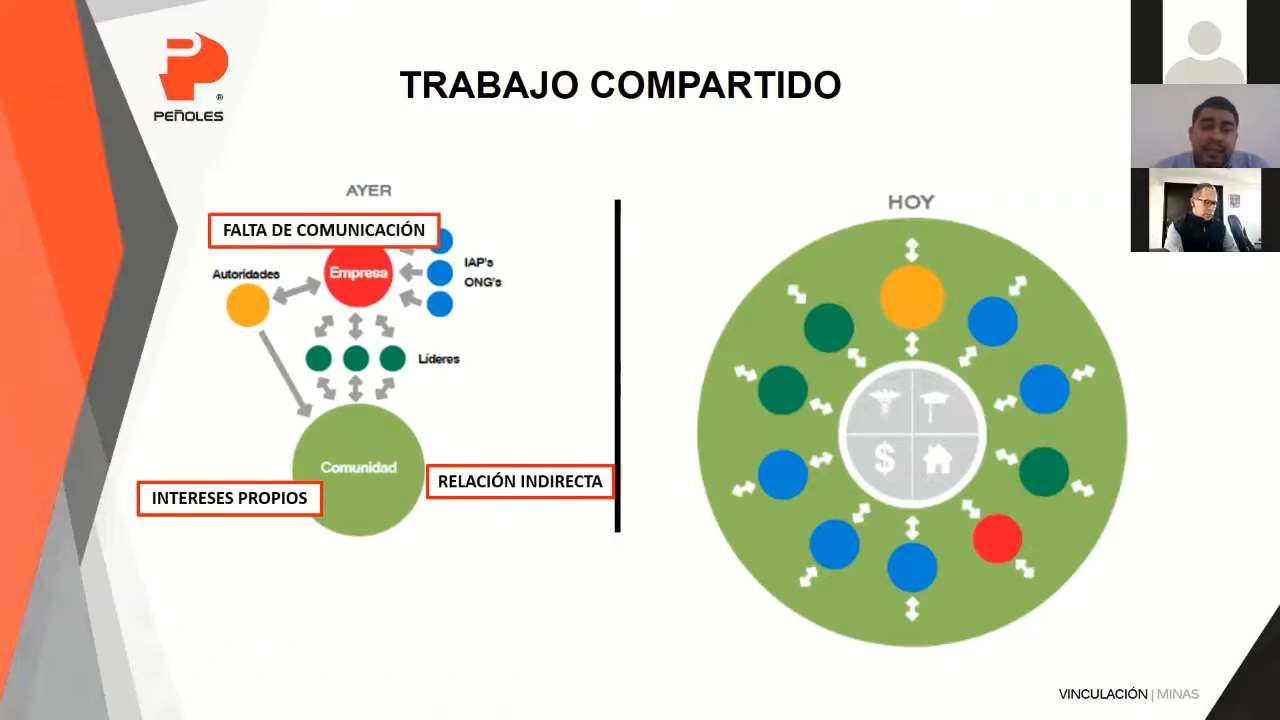 PEÑOLES
®
TRABAJO COMPARTIDO
AYER
FALTA DE COMUNICACIÓN
Autoridades
Empresa
IAP's
ONG's
Líderes
Comunidad
INTERESES PROPIOS
RELACIÓN INDIRECTA
HOY
$
VINCULACIÓN | MINAS